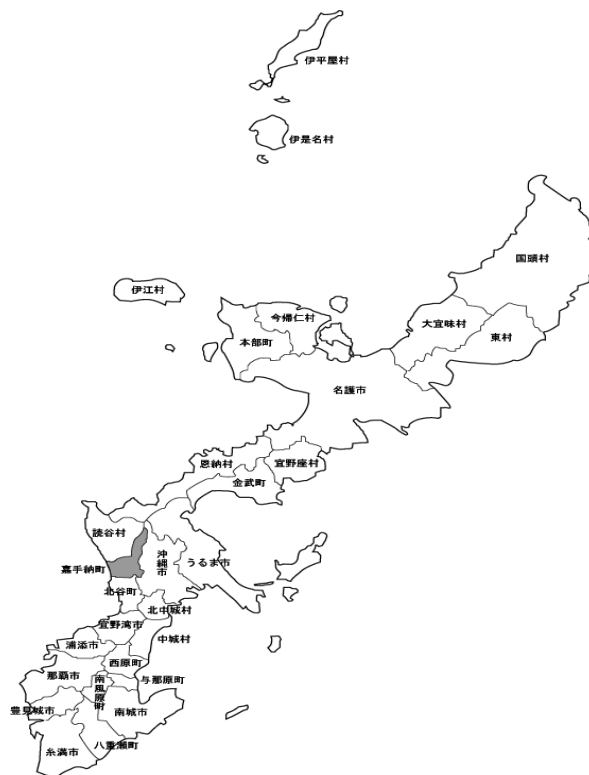 伊平屋村
伊是名村
国頭村
伊江村
今帰仁村
大宜味村
本部町
東村
名護市
恩納村
宜野座村
金武町
読谷村
沖縄市
うるま市
嘉手納町
北谷町
北中城村
宜野湾市
中城村
浦添市
西原町
那覇市
与那原町
南風原町
豊見城市
南城市
八重瀬町
糸満市